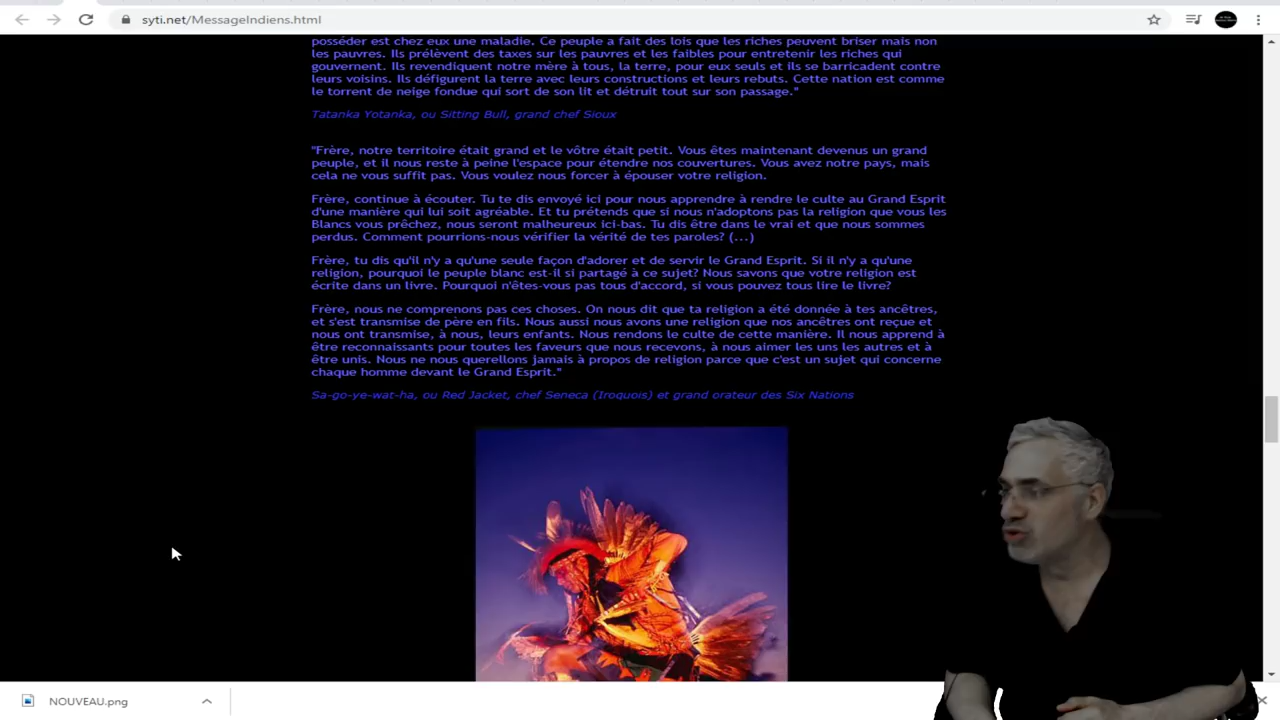 syti.net/MessageIndiens.html
posséder est chez eux une maladie. Ce peuple a fait des lois que les riches peuvent briser mais non
les pauvres. Ils prélèvent des taxes sur les pauvres et les faibles pour entretenir les riches qui
gouvernent. Ils revendiquent notre mère à tous, la terre, pour eux seuls et ils se barricadent contre
leurs voisins. Ils défigurent la terre avec leurs constructions et leurs rebuts. Cette nation est comme
le torrent de neige fondue qui sort de son lit et détruit tout sur son passage."
Tatanka Yotanka, ou Sitting Bull, grand chef Sioux
"Frère, notre territoire était grand et le vôtre était petit. Vous êtes maintenant devenus un grand
peuple, et il nous reste à peine l'espace pour étendre nos couvertures. Vous avez notre pays, mais
cela ne vous suffit pas. Vous voulez nous forcer à épouser votre religion.
Frère, continue à écouter. Tu te dis envoyé ici pour nous apprendre à rendre le culte au Grand Esprit
d'une manière qui lui soit agréable. Et tu prétends que si nous n'adoptons pas la religion que vous les
Blancs vous prêchez, nous seront malheureux ici-bas. Tu dis être dans le vrai et que nous sommes
perdus. Comment pourrions-nous vérifier la vérité de tes paroles? (...)
Frère, tu dis qu'il n'y a qu'une seule façon d'adorer et de servir le Grand Esprit. Si il n'y a qu'une
religion, pourquoi le peuple blanc est-il si partagé à ce sujet? Nous savons que votre religion est
écrite dans un livre. Pourquoi n'êtes-vous pas tous d'accord, si vous pouvez tous lire le livre?
Frère, nous ne comprenons pas ces choses. On nous dit que ta religion a été donnée à tes ancêtres,
et s'est transmise de père en fils. Nous aussi nous avons une religion que nos ancêtres ont reçue et
nous ont transmise, à nous, leurs enfants. Nous rendons le culte de cette manière. Il nous apprend à
être reconnaissants pour toutes les faveurs que nous recevons, à nous aimer les uns les autres et à
être unis. Nous ne nous querellons jamais à propos de religion parce que c'est un sujet qui concerne
chaque homme devant le Grand Esprit."
Sa-go-ye-wat-ha, ou Red Jacket, chef Seneca (Iroquois) et grand orateur des Six Nations
NOUVEAU.png